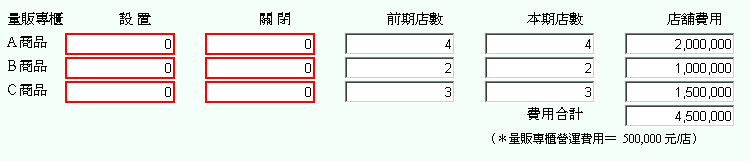 量販專櫃 設 置 關 閉 前期店數 本期店數 店舖費用
A商品 0 0 4 4 2,000,000
B商品 0 0 2 2 1,000,000
C商品 0 0 3 3 1,500,000
費用合計 4,500,000
(＊量販專櫃營運費用＝ 500,000 元/店)